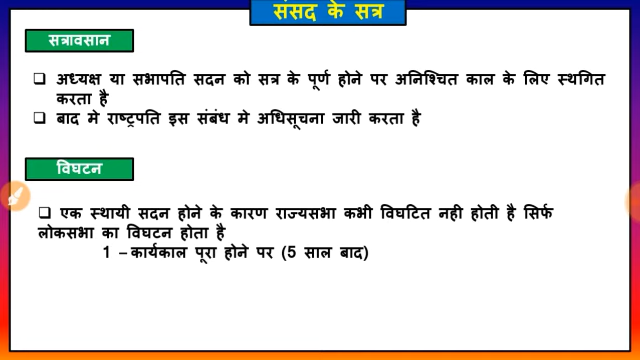 संसद के सत्र
सत्रावसान
❑ अध्यक्ष या सभापति सदन को सत्र के पूर्ण होने पर अनिश्चित काल के लिए स्थगित
करता है
❑ बाद मे राष्ट्रपति इस संबंध मे अधिसूचना जारी करता है
विघटन
❑ एक स्थायी सदन होने के कारण राज्यसभा कभी विघटित नही होती है सिर्फ
लोकसभा का विघटन होता है
1 – कार्यकाल पूरा होने पर (5 साल बाद)